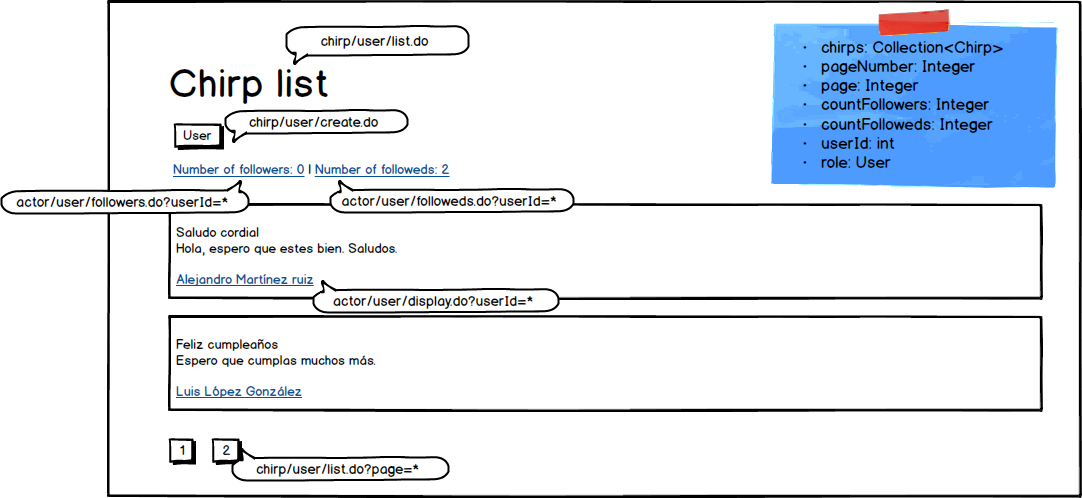 chirp/user/list.do
Chirp list
chirp/user/create.do
User
Number of followers: 0 | Number of followeds: 2
actor/user/followers.do?userId=*
actor/user/followeds.do?userId=*
Saludo cordial
Hola, espero que estes bien. Saludos.
Alejandro Martínez ruiz
actor/user/display.do?userId=*
Feliz cumpleaños
Espero que cumplas muchos más.
Luis López González
1
2
chirp/user/list.do?page=*
· chirps: Collection<Chirp>
· pageNumber: Integer
· page: Integer
· countFollowers: Integer
· countFolloweds: Integer
· userId: int
· role: User